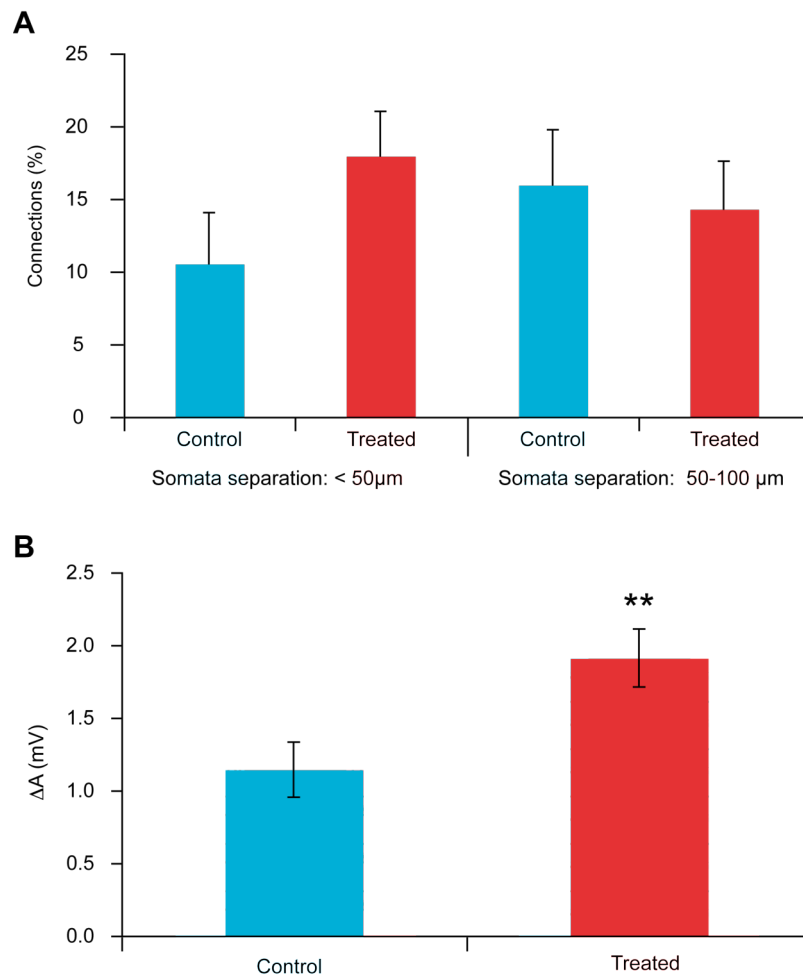 A
25
20
15
10
5
0
Connections (%)
Control Treated Control Treated
Somata separation: < 50µm Somata separation: 50-100 µm
B
2.5
2.0
1.5
1.0
0.5
0.0
ΔA (mV)
**
Control Treated